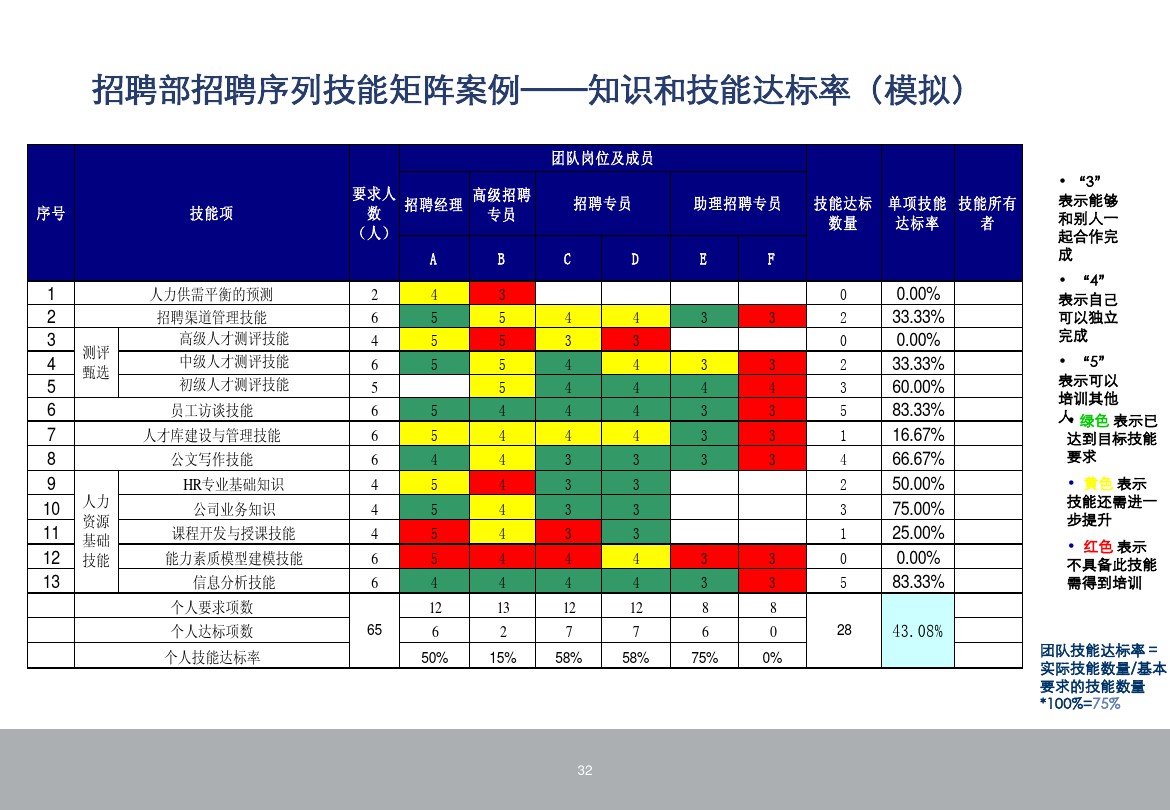 招聘部招聘序列技能矩阵案例——知识和技能达标率（模拟）
序号 技能项 要求人数（人） 团队岗位及成员 技能达标数量 单项技能达标率 技能所有者
招聘经理 高级招聘专员 招聘专员 助理招聘专员
A B C D E F
1 人力供需平衡的预测 2 4 3 0 0.00%
2 招聘渠道管理技能 6 5 5 4 4 3 3 2 33.33%
测评甄选
3 高级人才测评技能 4 5 5 3 3 0 0.00%
4 中级人才测评技能 6 5 5 4 4 3 3 2 33.33%
5 初级人才测评技能 5 5 4 4 4 4 3 60.00%
6 员工访谈技能 6 5 4 4 4 3 3 5 83.33%
7 人才库建设与管理技能 6 5 4 4 4 3 3 1 16.67%
8 公文写作技能 6 4 4 3 3 3 3 4 66.67%
人力资源基础技能
9 HR专业基础知识 4 5 4 3 3 2 50.00%
10 公司业务知识 4 5 4 3 3 3 75.00%
11 课程开发与授课技能 4 5 4 3 3 1 25.00%
12 能力素质模型建模技能 6 5 4 4 4 3 3 0 0.00%
13 信息分析技能 6 4 4 4 4 3 3 5 83.33%
个人要求项数 65 12 13 12 12 8 8 28 43.08%
个人达标项数 6 2 7 7 6 0
个人技能达标率 50% 15% 58% 58% 75% 0%
• “3”
表示能够
和别人一
起合作完
成
• “4”
表示自己
可以独立
完成
• “5”
表示可以
培训其他
人
• 绿色 表示已
达到目标技能
要求
• 黄色 表示
技能还需进一
步提升
• 红色 表示
不具备此技能
需得到培训
团队技能达标率＝
实际技能数量/基本
要求的技能数量
*100%=75%
32